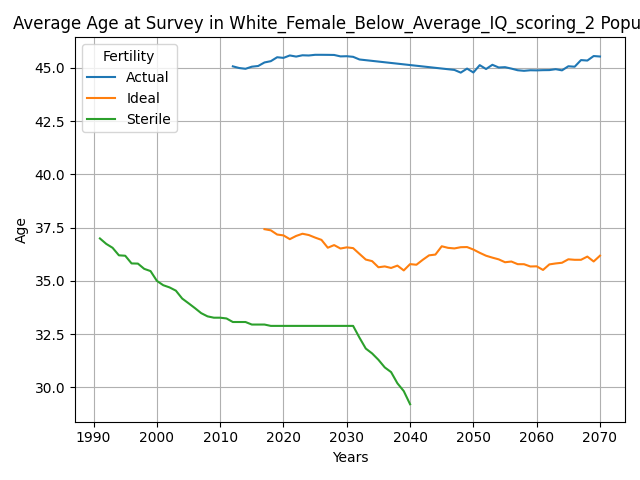 Average Age at Survey in White_Female_Below_Average_IQ_scoring_2 Popu
Fertility
Actual
Ideal
Sterile
Age
45.0
42.5
40.0
37.5
35.0
32.5
30.0
1990 2000 2010 2020 2030 2040 2050 2060 2070
Years